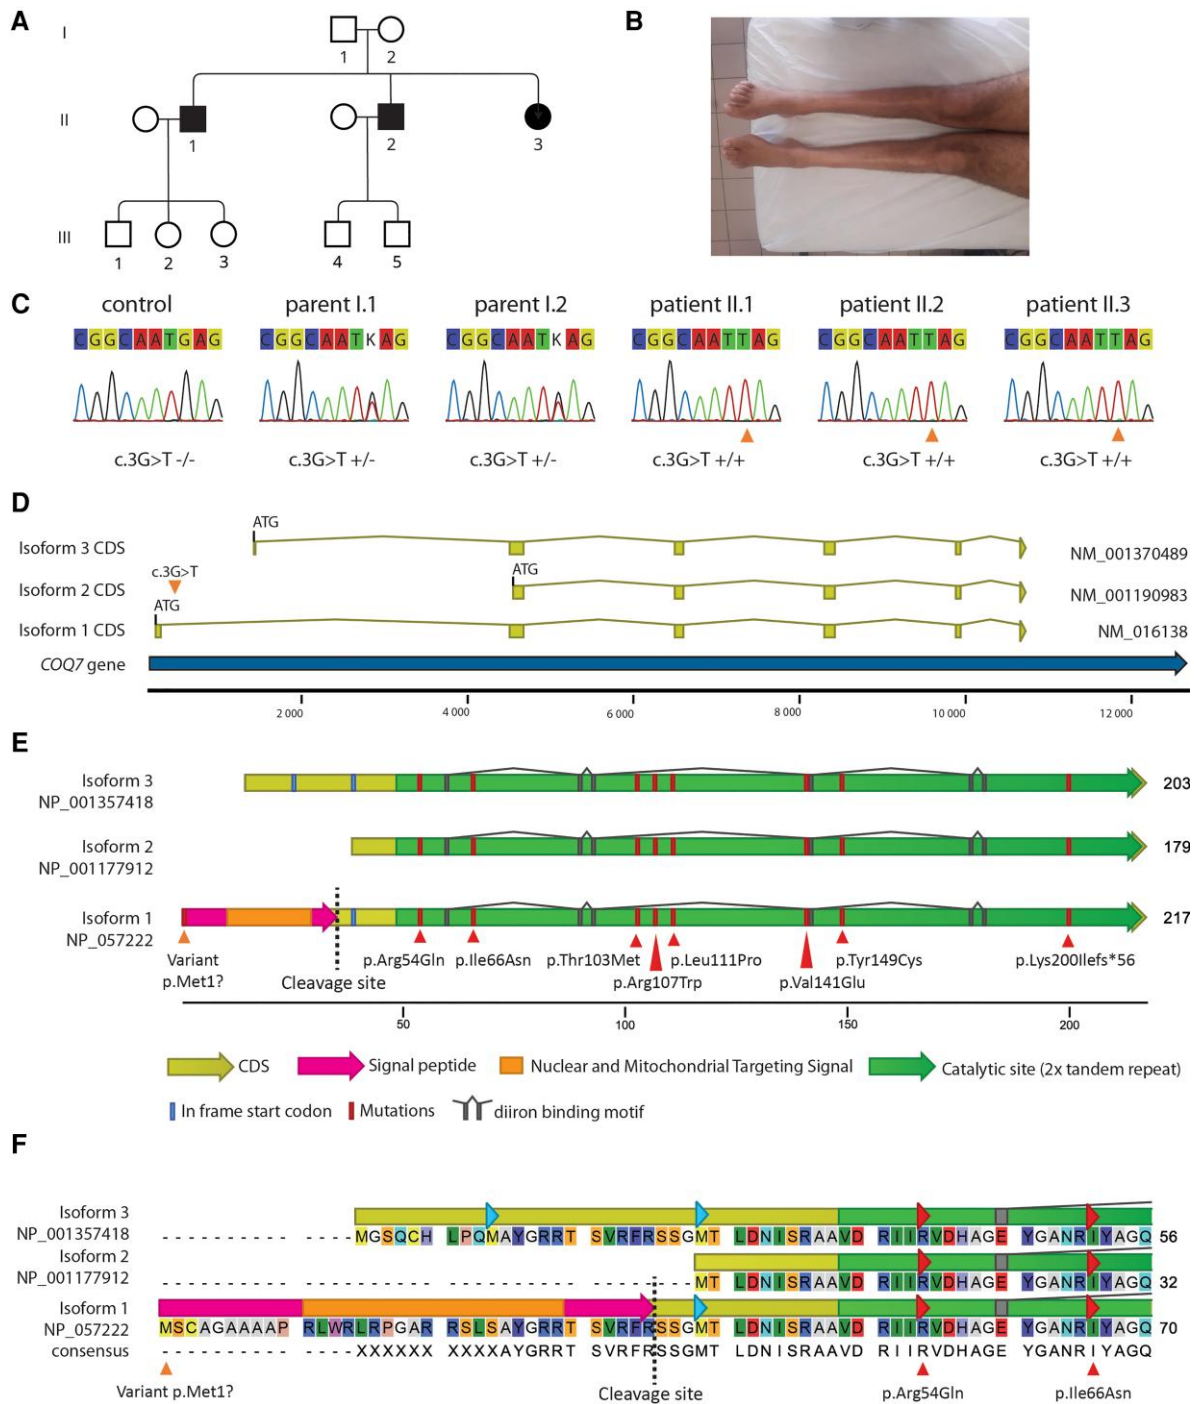 A
I
1
2
II
1
2
3
III
1
2
3
4
5
B
C
control
parent I.1
parent I.2
patient II.1
patient II.2
patient II.3
CGGCAATGAG
CGGCAATKAG
CGGCAATKAG
CGGCAATTAG
CGGCAATTAG
CGGCAATTAG
c.3G>T -/-
c.3G>T +/-
c.3G>T +/-
c.3G>T +/+
c.3G>T +/+
c.3G>T +/+
D
ATG
Isoform 3 CDS
NM_001370489
c.3G>T
ATG
Isoform 2 CDS
NM_001190983
ATG
Isoform 1 CDS
NM_016138
COQ7 gene
2 000
4 000
6 000
8 000
10 000
12 000
E
Isoform 3
NP_001357418
203
Isoform 2
NP_001177912
179
Isoform 1
NP_057222
217
Variant
p.Met1?
Cleavage site
p.Arg54Gln
p.Ile66Asn
p.Thr103Met
p.Arg107Trp
p.Leu111Pro
p.Val141Glu
p.Tyr149Cys
p.Lys200Ilefs*56
50
100
150
200
CDS
Signal peptide
Nuclear and Mitochondrial Targeting Signal
Catalytic site (2x tandem repeat)
In frame start codon
Mutations
diiron binding motif
F
Isoform 3
NP_001357418
- - - - - - - - - - - - - - MGSQCH LPQMAYGRRT SVRFRSSGMT LDNISRAAVD RIIRVDHAGE YGANRIYAGQ 56
Isoform 2
NP_001177912
- - - - - - - - - - - - - - - - - - - - - - - - - - - - - - - - - - - - - - MT LDNISRAAVD RIIRVDHAGE YGANRIYAGQ 32
Isoform 1
NP_057222
MSCAGAAAAP RLWRLRPGAR RSLSAYGRRT SVRFRSSGMT LDNISRAAVD RIIRVDHAGE YGANRIYAGQ 70
consensus
- - - - - - - - - - - - - - XXXXXX XXXXAYGRRT SVRFRSSGMT LDNISRAAVD RIIRVDHAGE YGANRIYAGQ
Variant p.Met1?
Cleavage site
p.Arg54Gln
p.Ile66Asn